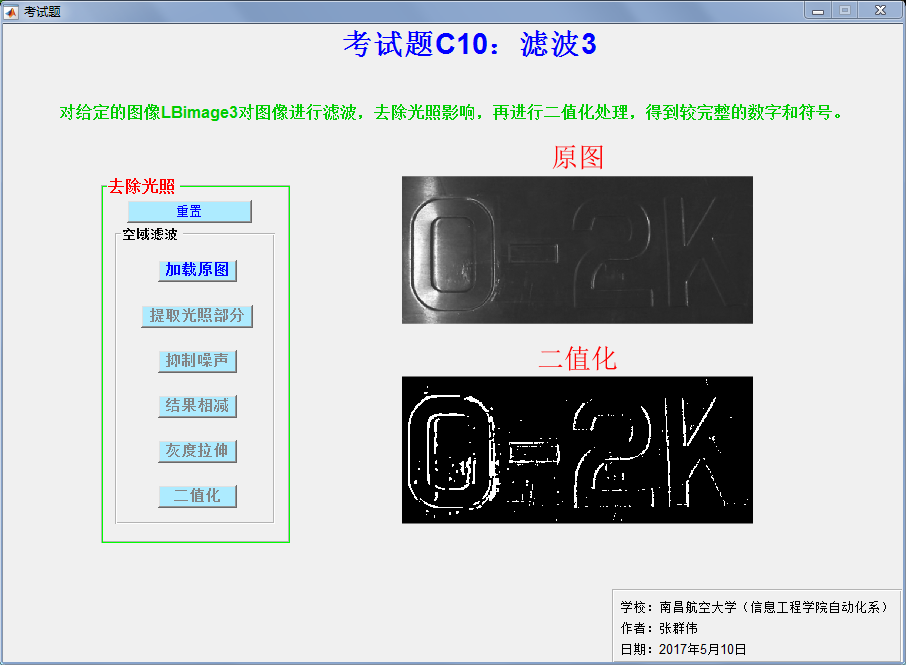 考试题
考试题C10：滤波3
对给定的图像LBimage3对图像进行滤波，去除光照影响，再进行二值化处理，得到较完整的数字和符号。
去除光照
重置
空域滤波
加载原图
提取光照部分
抑制噪声
结果相减
灰度拉伸
二值化
原图
0-2K
二值化
0-2K
学校：南昌航空大学（信息工程学院自动化系）
作者：张群伟
日期：2017年5月10日